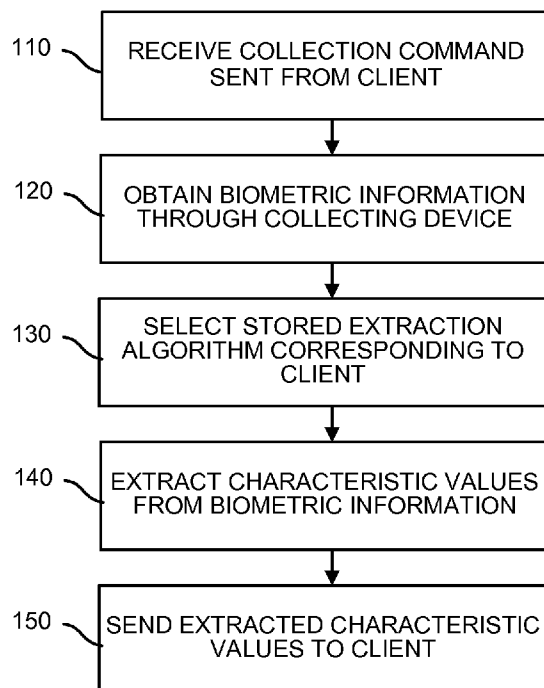 110
RECEIVE COLLECTION COMMAND
SENT FROM CLIENT
120
OBTAIN BIOMETRIC INFORMATION
THROUGH COLLECTING DEVICE
130
SELECT STORED EXTRACTION
ALGORITHM CORRESPONDING TO
CLIENT
140
EXTRACT CHARACTERISTIC VALUES
FROM BIOMETRIC INFORMATION
150
SEND EXTRACTED CHARACTERISTIC
VALUES TO CLIENT